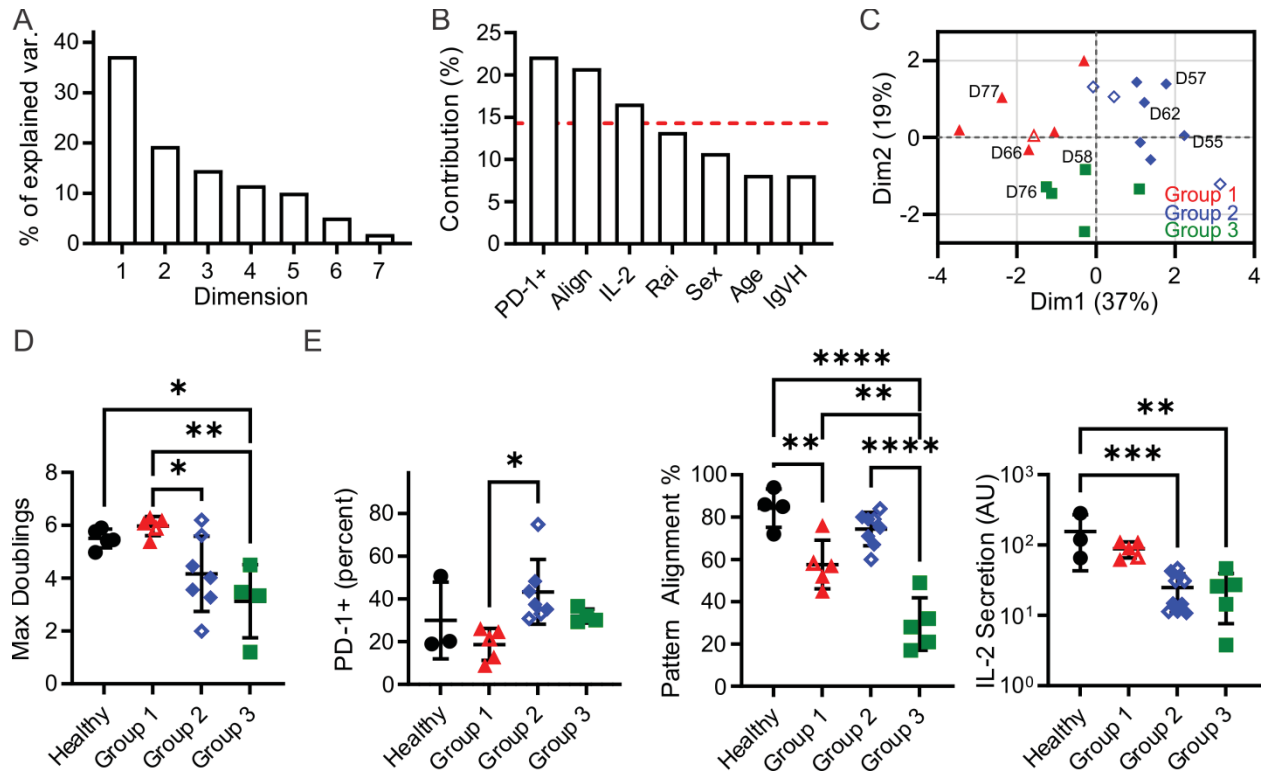 A
% of explained var.
40
30
20
10
0
1 2 3 4 5 6 7
Dimension
B
Contribution (%)
25
20
15
10
5
0
PD-1+ Align IL-2 Rai Sex Age IgVH
C
Dim2 (19%)
2
0
-2
D77
D57
D62
D66
D58
D55
D76
Group 1
Group 2
Group 3
-4 -2 0 2 4
Dim1 (37%)
D
Max Doublings
8
6
4
2
0
*
**
*
Healthy Group 1 Group 2 Group 3
E
PD-1+ (percent)
80
60
40
20
0
*
Healthy Group 1 Group 2 Group 3
Pattern Alignment %
100
80
60
40
20
0
****
**
** ****
Healthy Group 1 Group 2 Group 3
IL-2 Secretion (AU)
10³
10²
10¹
10⁰
**
***
Healthy Group 1 Group 2 Group 3